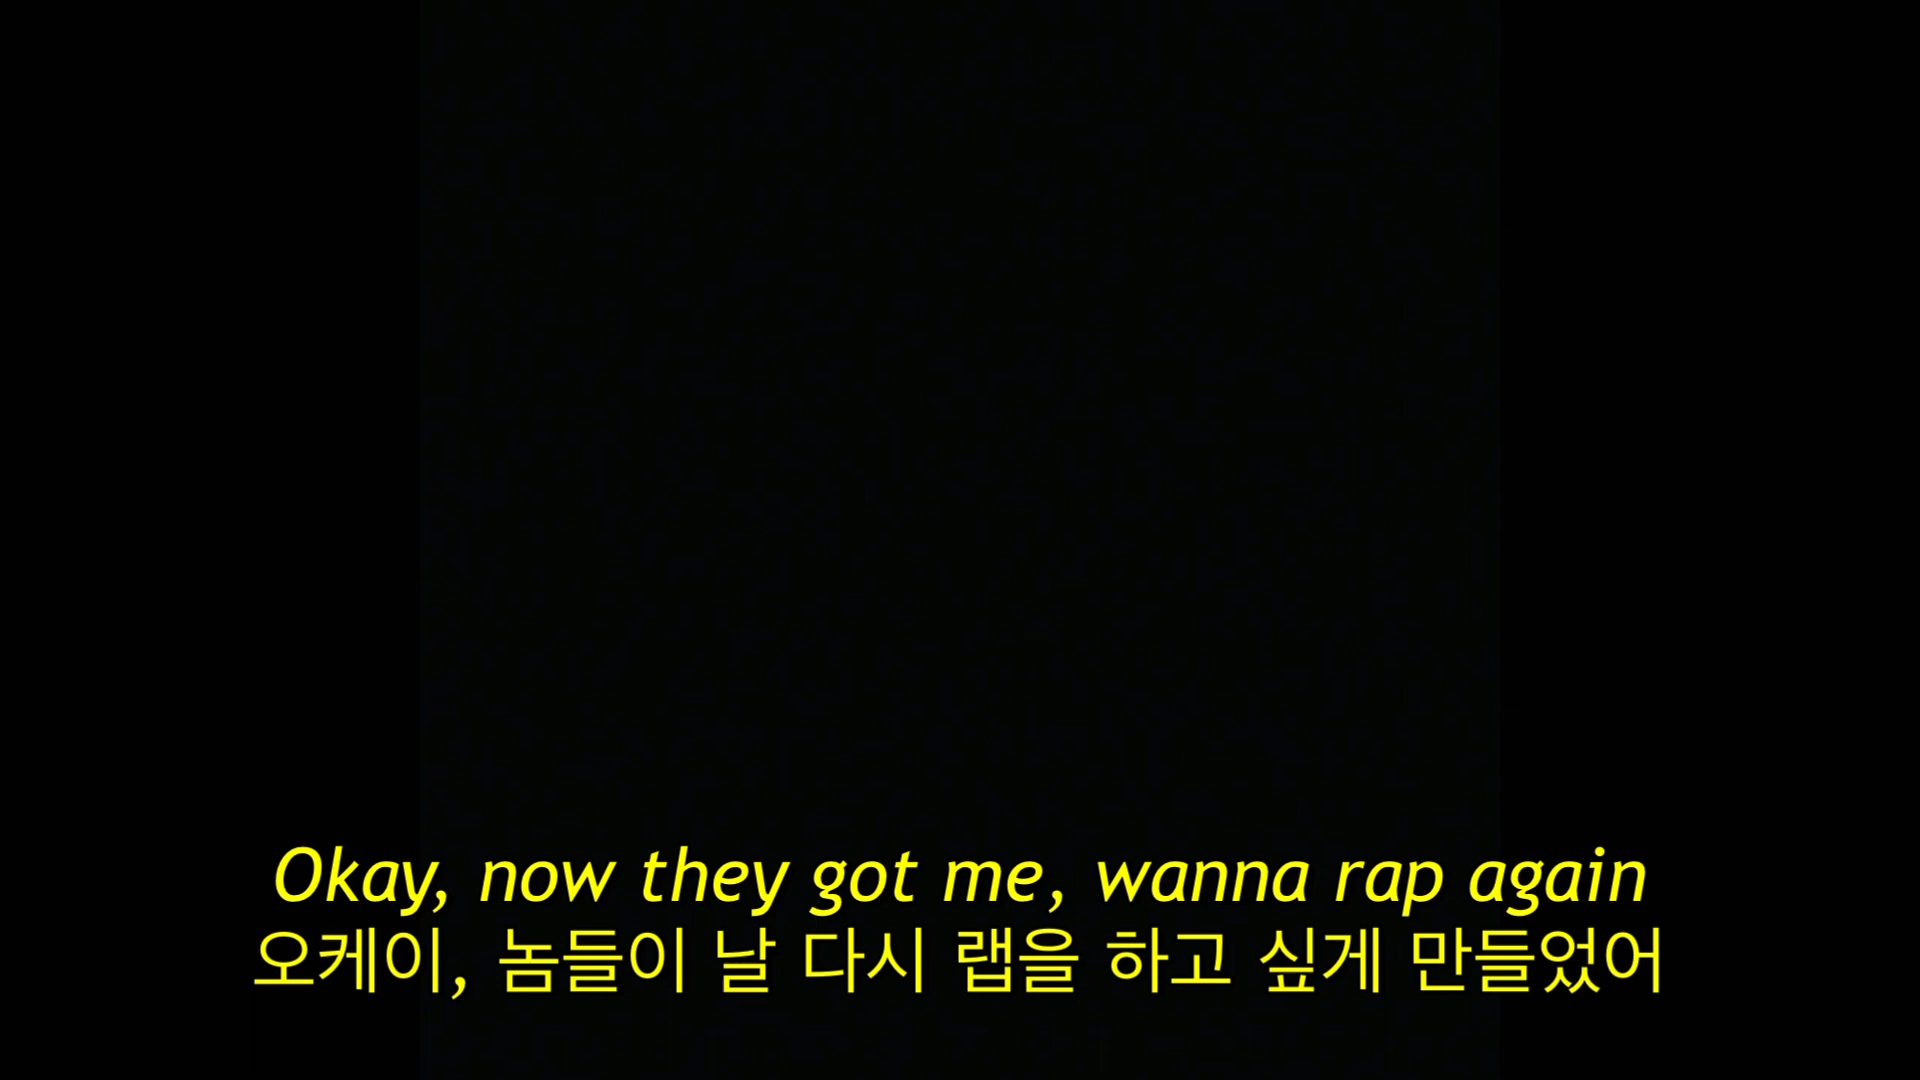 Okay, now they got me, wanna rap again
오케이, 놈들이 날 다시 랩을 하고 싶게 만들었어